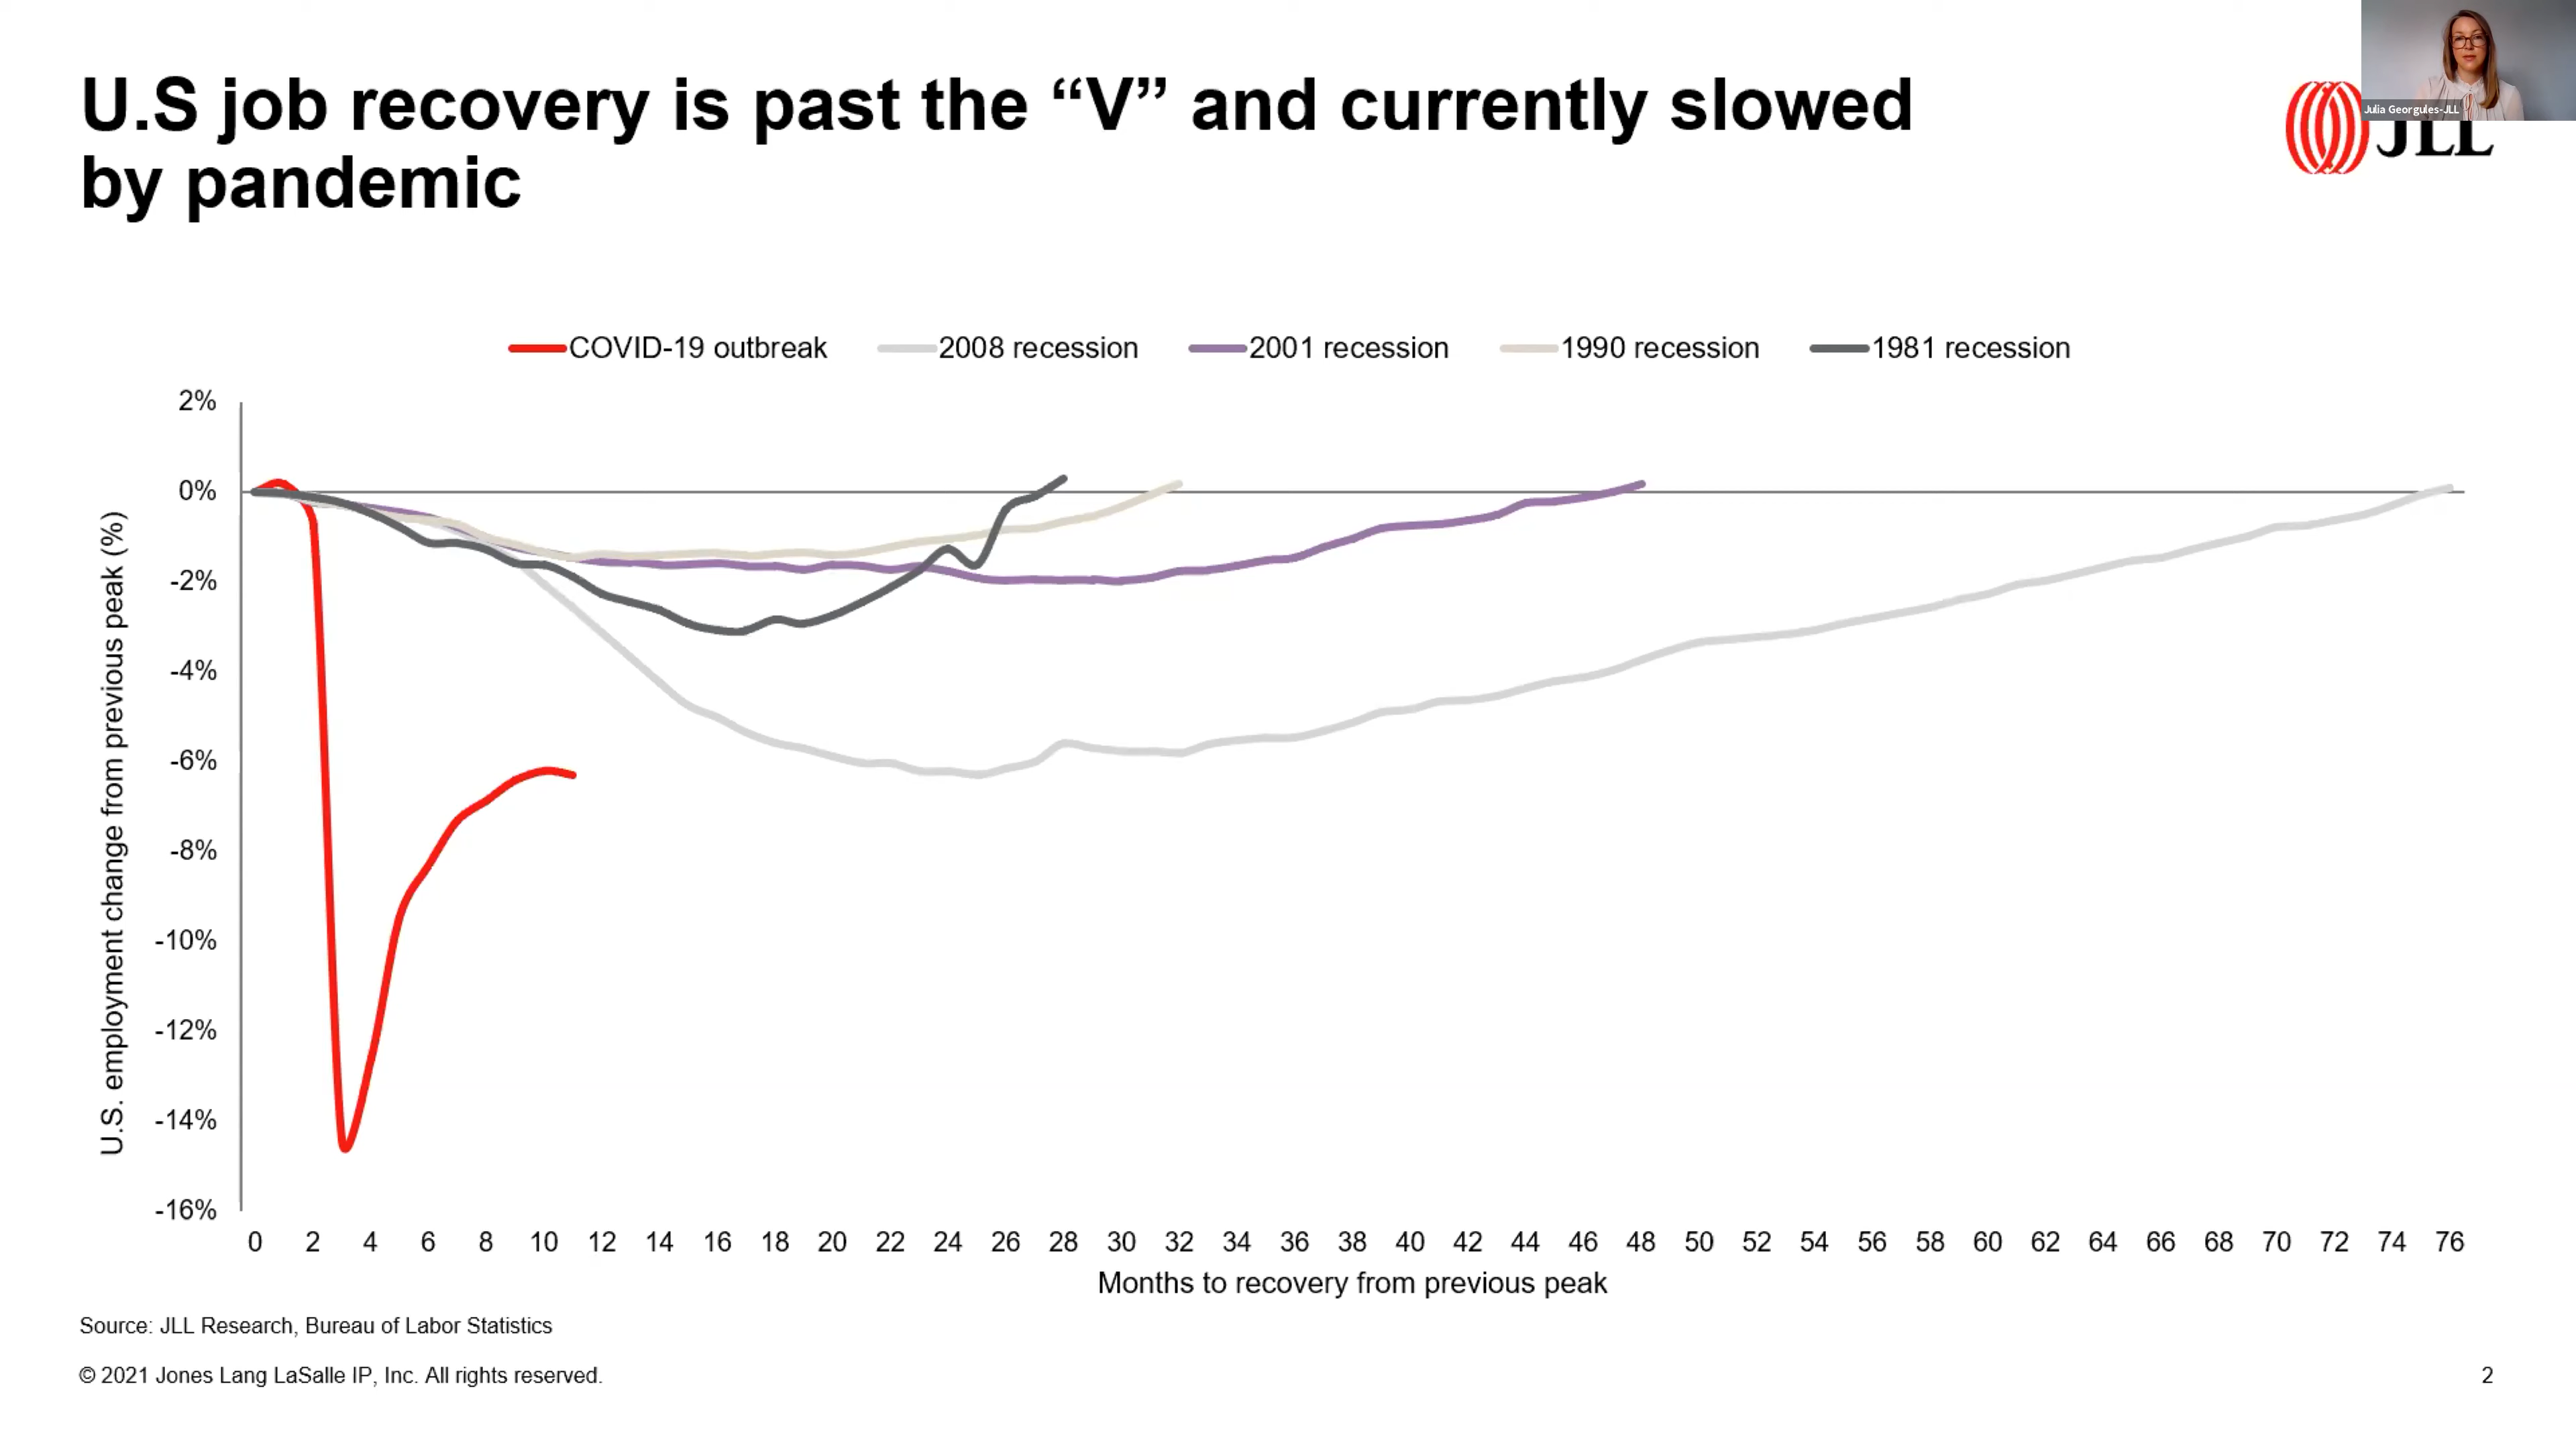 U.S job recovery is past the “V” and currently slowed
by pandemic
Julia Georgules-JLL
JLL
COVID-19 outbreak
2008 recession
2001 recession
1990 recession
1981 recession
U.S. employment change from previous peak (%)
2%
0%
-2%
-4%
-6%
-8%
-10%
-12%
-14%
-16%
0 2 4 6 8 10 12 14 16 18 20 22 24 26 28 30 32 34 36 38 40 42 44 46 48 50 52 54 56 58 60 62 64 66 68 70 72 74 76
Months to recovery from previous peak
Source: JLL Research, Bureau of Labor Statistics
© 2021 Jones Lang LaSalle IP, Inc. All rights reserved.
2